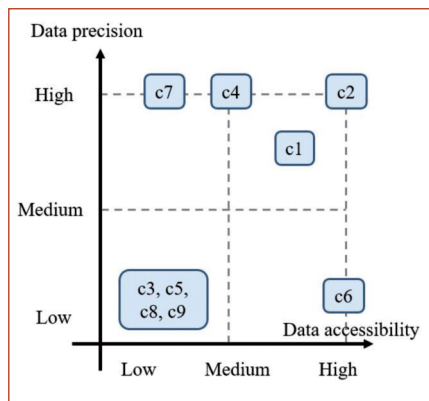 Data precision
High
c7
c4
c2
c1
Medium
c3, c5,
c8, c9
c6
Low
Data accessibility
Low
Medium
High